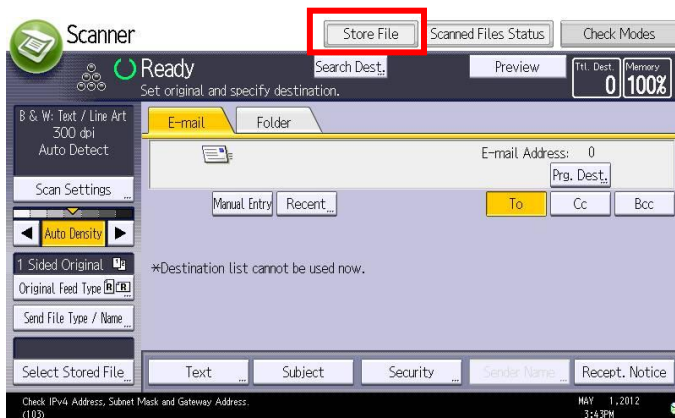 Scanner
Store File
Scanned Files Status
Check Modes
Ready
Search Dest.
Preview
Ttl. Dest.
0
Memory
100%
Set original and specify destination.
B & W: Text / Line Art
300 dpi
Auto Detect
E-mail
Folder
E-mail Address: 0
Prg. Dest.
Scan Settings
Manual Entry
Recent
To
Cc
Bcc
Auto Density
1 Sided Original
*Destination list cannot be used now.
Original Feed Type
Send File Type / Name
Select Stored File
Text
Subject
Security
Sender Name
Recept. Notice
Check IPv4 Address, Subnet Mask and Gateway Address.
(103)
MAY 1,2012
3:43PM